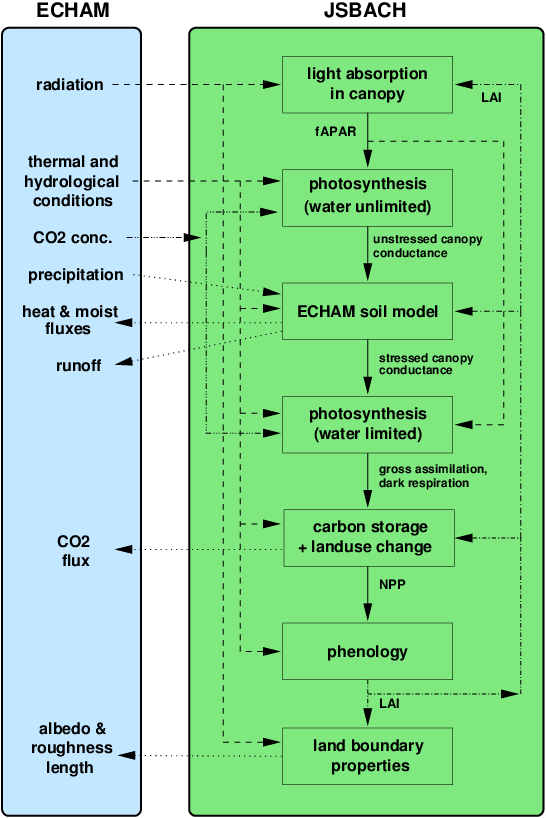 ECHAM
JSBACH
radiation
light absorption
in canopy
LAI
fAPAR
thermal and
hydrological
conditions
photosynthesis
(water unlimited)
CO2 conc.
unstressed canopy
conductance
precipitation
heat & moist
fluxes
ECHAM soil model
runoff
stressed canopy
conductance
photosynthesis
(water limited)
gross assimilation,
dark respiration
CO2
flux
carbon storage
+ landuse change
NPP
phenology
LAI
albedo &
roughness
length
land boundary
properties